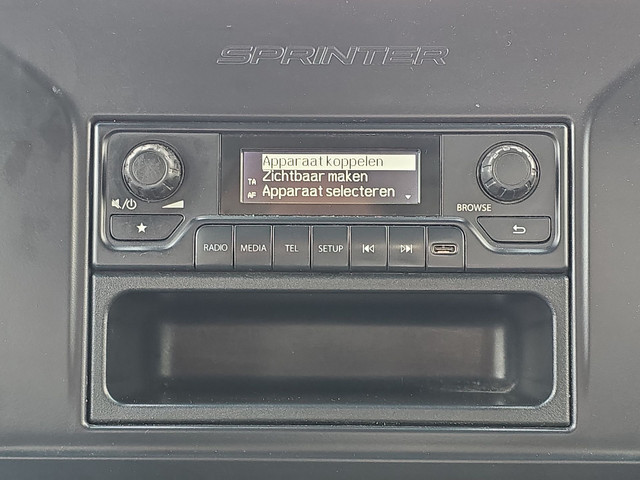 SPRINTER
Apparaat koppelen
TA Zichtbaar maken
AF Apparaat selecteren
BROWSE
RADIO MEDIA TEL SETUP